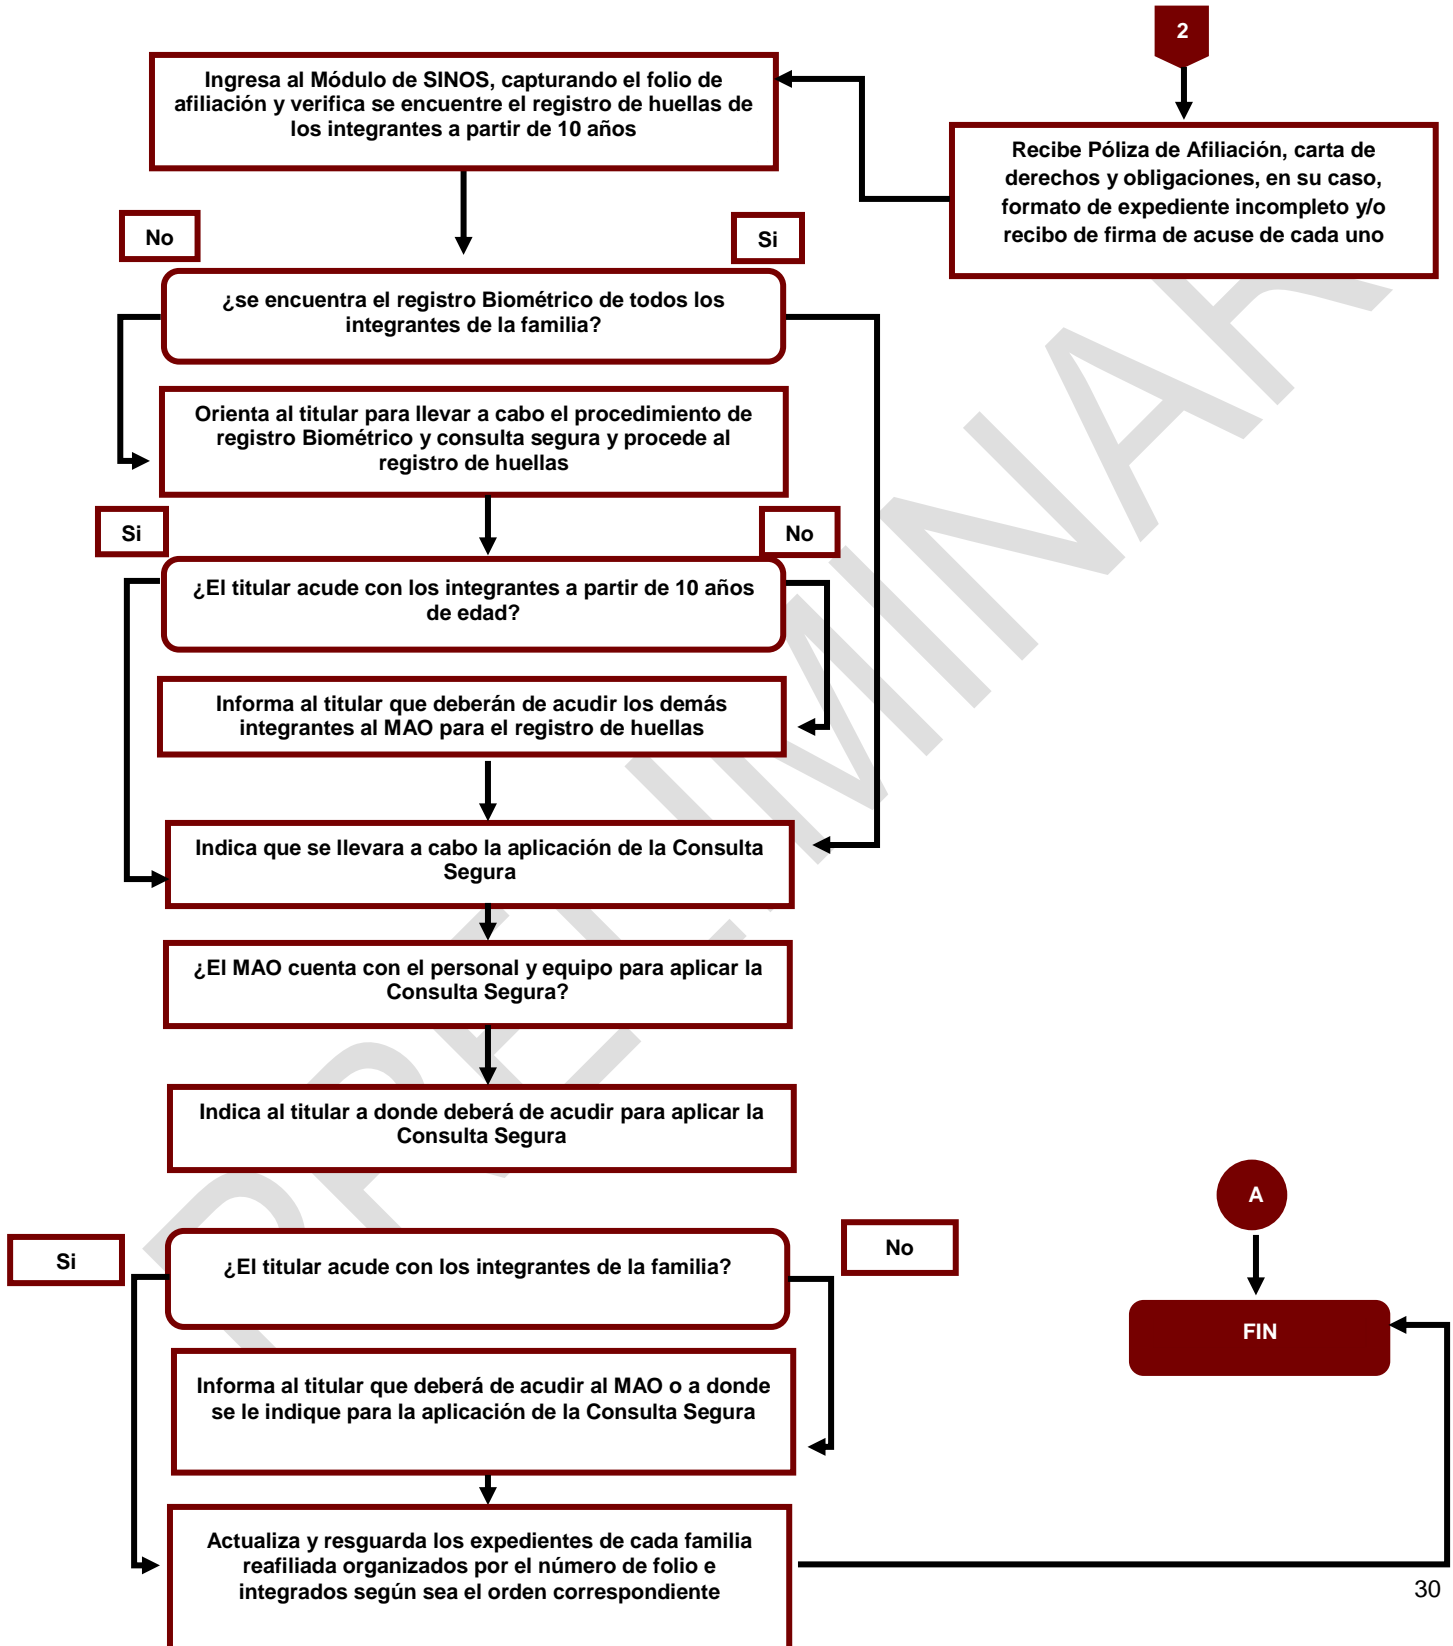 2
Recibe Póliza de Afiliación, carta de
derechos y obligaciones, en su caso,
formato de expediente incompleto y/o
recibo de firma de acuse de cada uno
Ingresa al Módulo de SINOS, capturando el folio de
afiliación y verifica se encuentre el registro de huellas de
los integrantes a partir de 10 años
No
Si
¿se encuentra el registro Biométrico de todos los
integrantes de la familia?
Orienta al titular para llevar a cabo el procedimiento de
registro Biométrico y consulta segura y procede al
registro de huellas
Si
No
¿El titular acude con los integrantes a partir de 10 años
de edad?
Informa al titular que deberán de acudir los demás
integrantes al MAO para el registro de huellas
Indica que se llevara a cabo la aplicación de la Consulta
Segura
¿El MAO cuenta con el personal y equipo para aplicar la
Consulta Segura?
Indica al titular a donde deberá de acudir para aplicar la
Consulta Segura
Si
No
¿El titular acude con los integrantes de la familia?
Informa al titular que deberá de acudir al MAO o a donde
se le indique para la aplicación de la Consulta Segura
Actualiza y resguarda los expedientes de cada familia
reafiliada organizados por el número de folio e
integrados según sea el orden correspondiente
A
FIN
30
PRELIMINAR